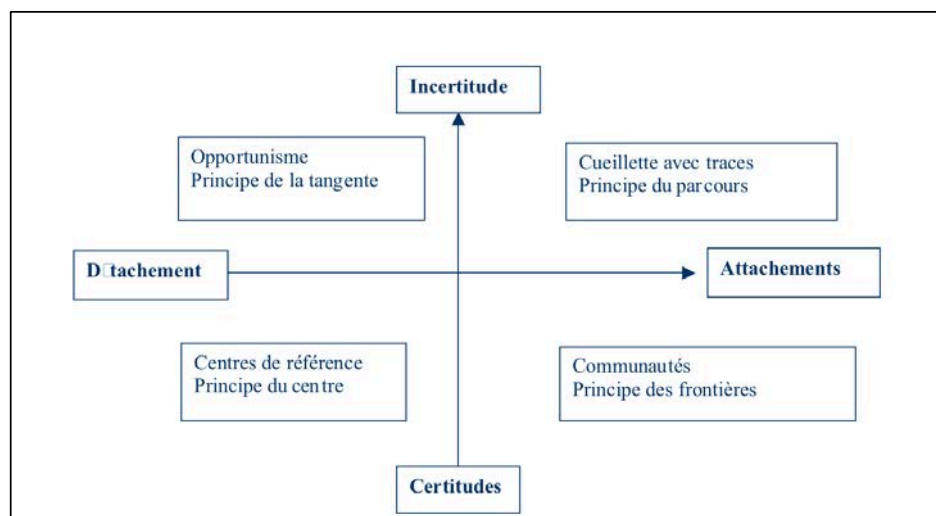 Incertitude
Opportunisme
Principe de la tangente
Cueillette avec traces
Principe du parcours
D□tachement
Attachements
Centres de référence
Principe du centre
Communautés
Principe des frontières
Certitudes